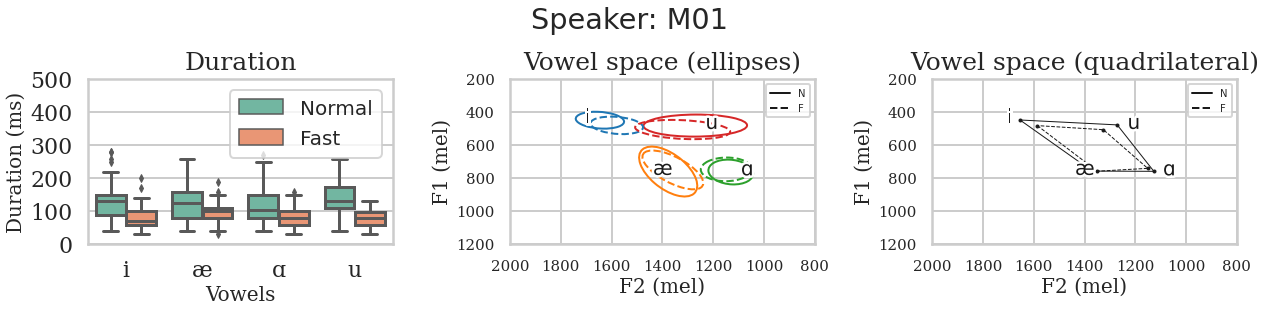 Speaker: M01
Duration
Duration (ms)
500
400
300
200
100
0
Normal
Fast
i æ ɑ u
Vowels
Vowel space (ellipses)
F1 (mel)
200
400
600
800
1000
1200
N
F
i
u
æ
ɑ
2000 1800 1600 1400 1200 1000 800
F2 (mel)
Vowel space (quadrilateral)
F1 (mel)
200
400
600
800
1000
1200
N
F
i
u
æ
ɑ
2000 1800 1600 1400 1200 1000 800
F2 (mel)